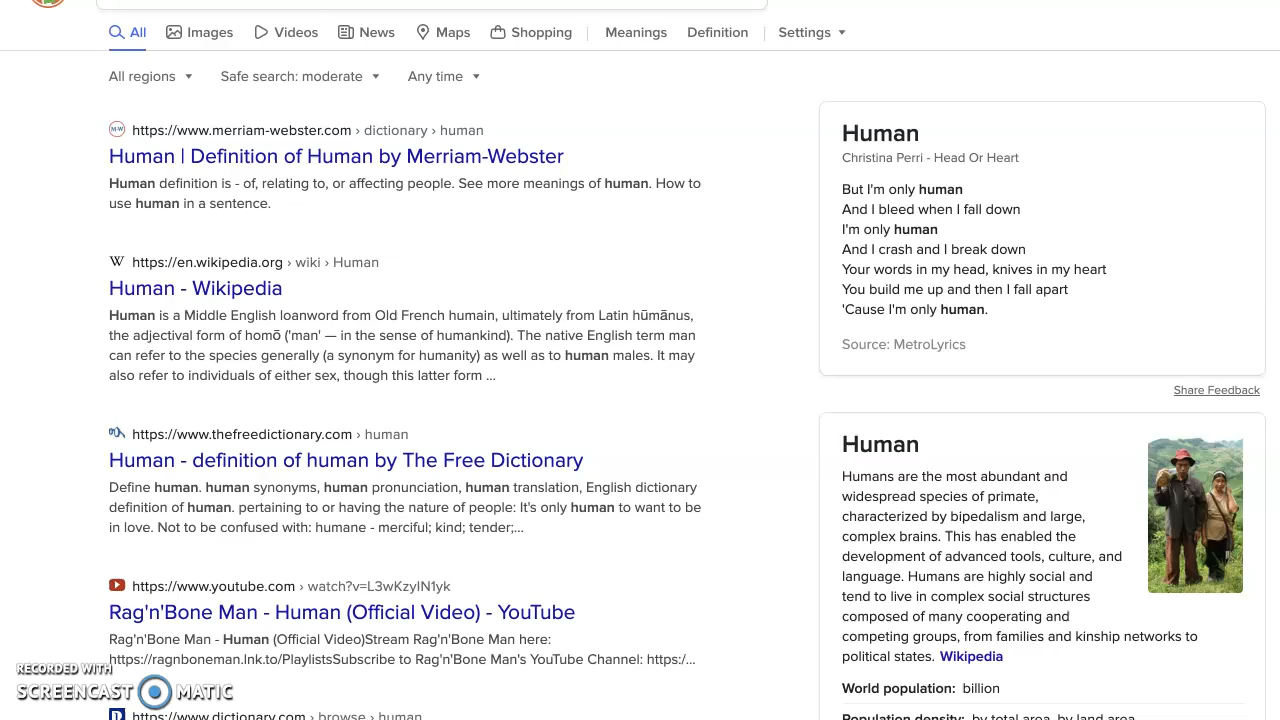 All Images Videos News Maps Shopping Meanings Definition Settings
All regions Safe search: moderate Any time
https://www.merriam-webster.com › dictionary › human
Human | Definition of Human by Merriam-Webster
Human definition is - of, relating to, or affecting people. See more meanings of human. How to
use human in a sentence.
https://en.wikipedia.org › wiki › Human
Human - Wikipedia
Human is a Middle English loanword from Old French humain, ultimately from Latin hūmānus,
the adjectival form of homō ('man' — in the sense of humankind). The native English term man
can refer to the species generally (a synonym for humanity) as well as to human males. It may
also refer to individuals of either sex, though this latter form ...
https://www.thefreedictionary.com › human
Human - definition of human by The Free Dictionary
Define human. human synonyms, human pronunciation, human translation, English dictionary
definition of human. pertaining to or having the nature of people: It's only human to want to be
in love. Not to be confused with: humane - merciful; kind; tender;...
https://www.youtube.com › watch?v=L3wKzyIN1yk
Rag'n'Bone Man - Human (Official Video) - YouTube
Rag'n'Bone Man - Human (Official Video)Stream Rag'n'Bone Man here:
https://ragnboneman.lnk.to/PlaylistsSubscribe to Rag'n'Bone Man's YouTube Channel: https:/...
https://www.dictionary.com › browse › human
Human
Christina Perri - Head Or Heart
But I'm only human
And I bleed when I fall down
I'm only human
And I crash and I break down
Your words in my head, knives in my heart
You build me up and then I fall apart
'Cause I'm only human.
Source: MetroLyrics
Share Feedback
Human
Humans are the most abundant and
widespread species of primate,
characterized by bipedalism and large,
complex brains. This has enabled the
development of advanced tools, culture, and
language. Humans are highly social and
tend to live in complex social structures
composed of many cooperating and
competing groups, from families and kinship networks to
political states. Wikipedia
World population: billion
Population density: by total area, by land area
RECORDED WITH
SCREENCAST MATIC